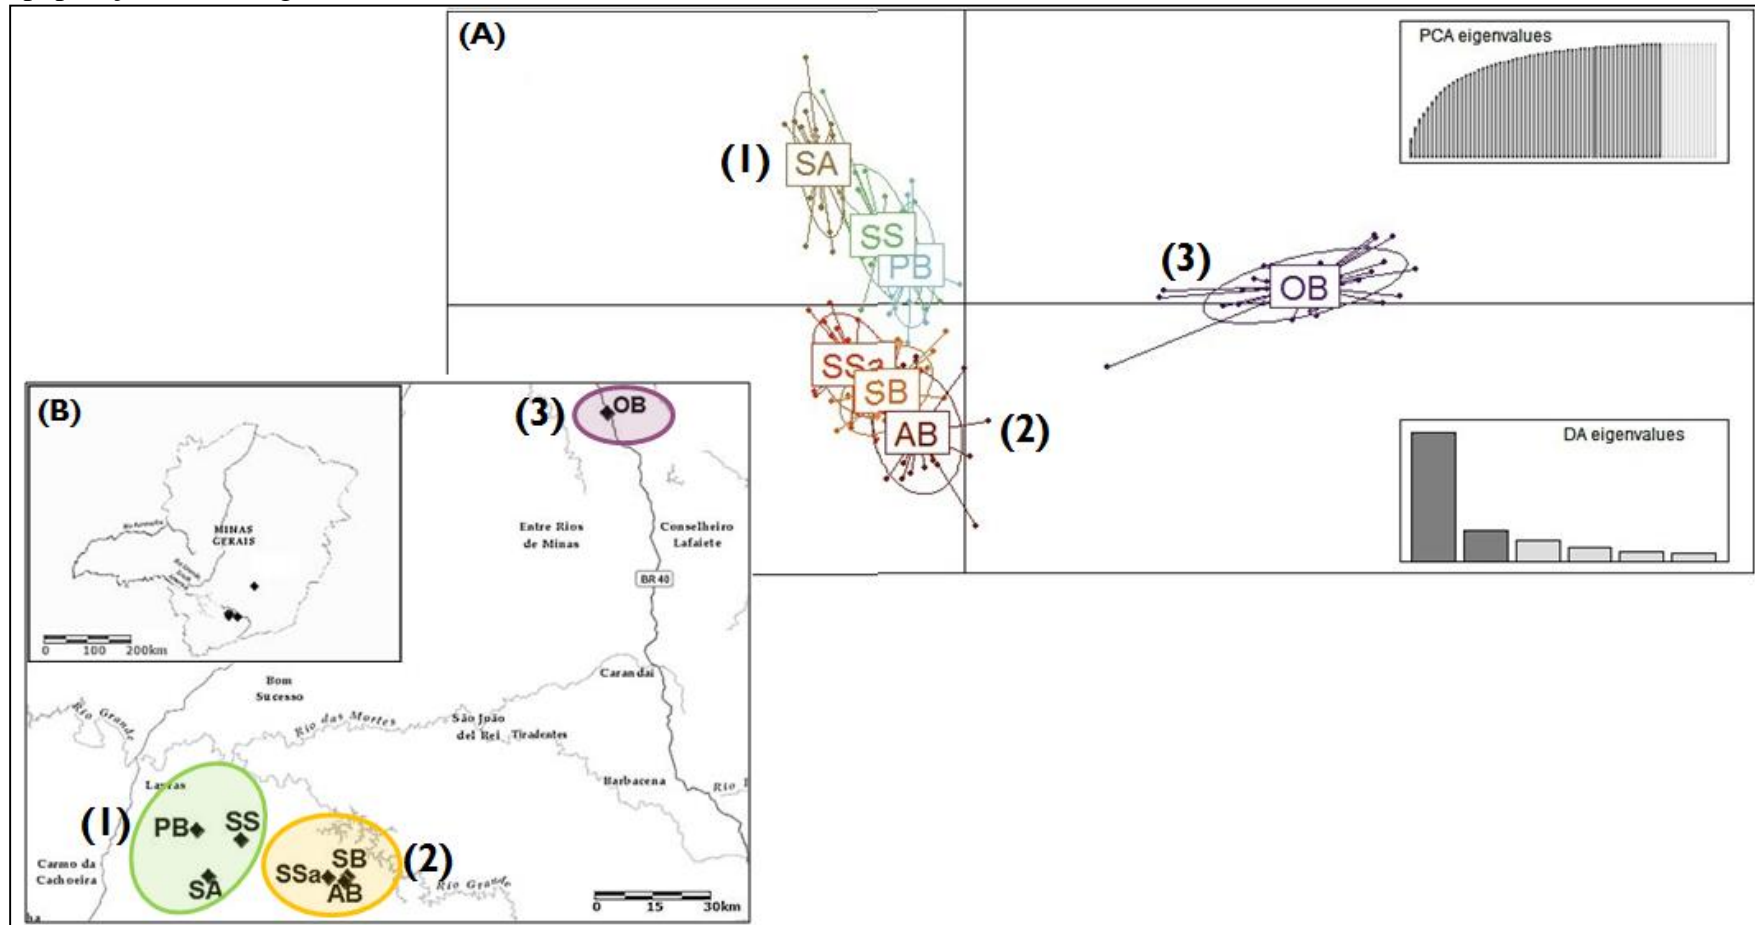 (A)
PCA eigenvalues
(1)
SA
SS
PB
(3)
OB
SSa
SB
AB
(2)
DA eigenvalues
(B)
MINAS
GERAIS
0 100 200km
(3)
OB
Entre Rios
de Minas
Conselheiro
Lafaiete
BR 40
Carandaí
Bom
Sucesso
Rio Grande
Rio das Mortes
São João
del Rei
Tiradentes
Barbacena
Rio
Lavras
(1)
PB
SS
SA
SSa
SB
AB
(2)
Carmo da
Cachoeira
Rio Grande
0 15 30km